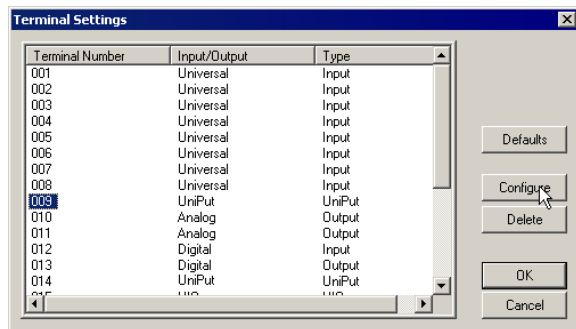 Terminal Settings
Terminal Number Input/Output Type
001 Universal Input
002 Universal Input
003 Universal Input
004 Universal Input
005 Universal Input
006 Universal Input
007 Universal Input
008 Universal Input
009 UniPut UniPut
010 Analog Output
011 Analog Output
012 Digital Input
013 Digital Output
014 UniPut UniPut
Defaults
Configure
Delete
OK
Cancel